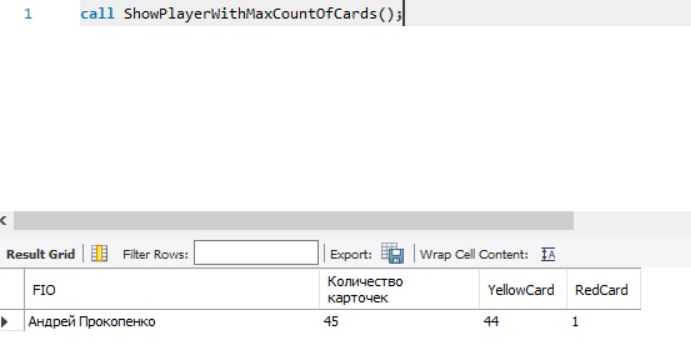 1 call ShowPlayerWithMaxCountOfCards();
Result Grid Filter Rows: Export: Wrap Cell Content: IA
FIO Количество карточек YellowCard RedCard
Андрей Прокопенко 45 44 1